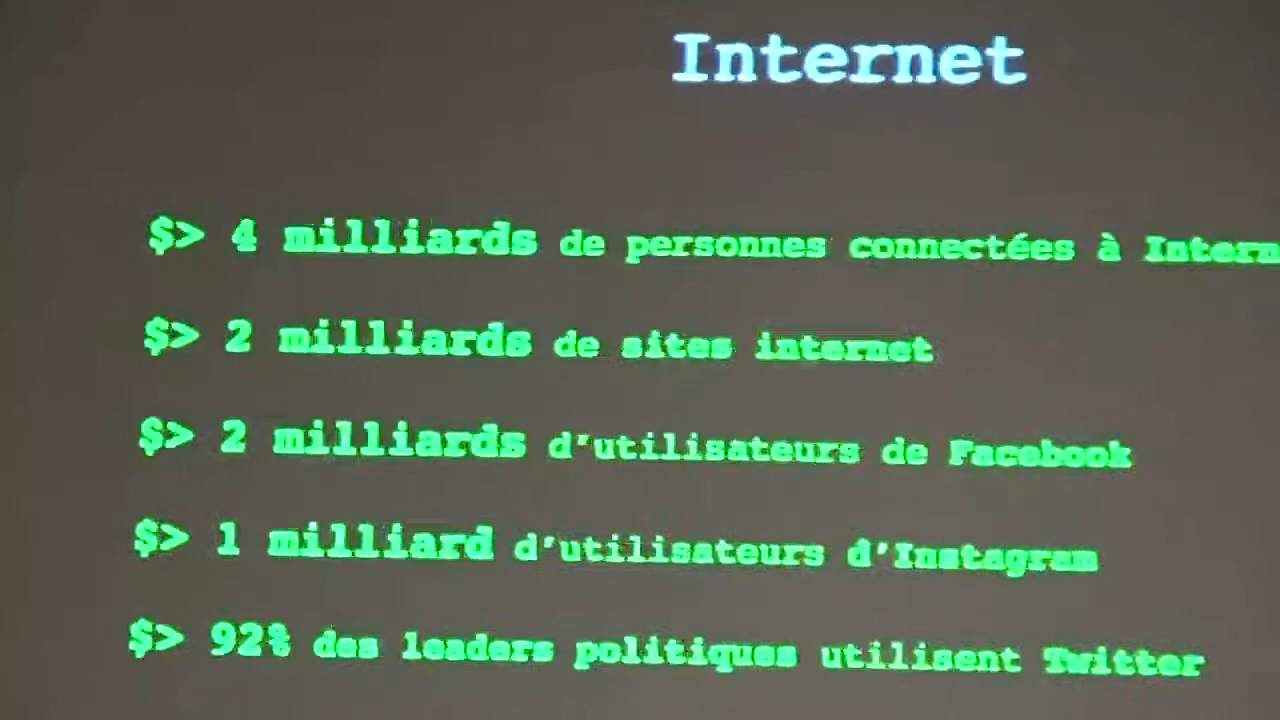 Internet
$> 4 milliards de personnes connectées à Intern
$> 2 milliards de sites internet
$> 2 milliards d'utilisateurs de Facebook
$> 1 milliard d'utilisateurs d'Instagram
$> 92% des leaders politiques utilisent Twitter